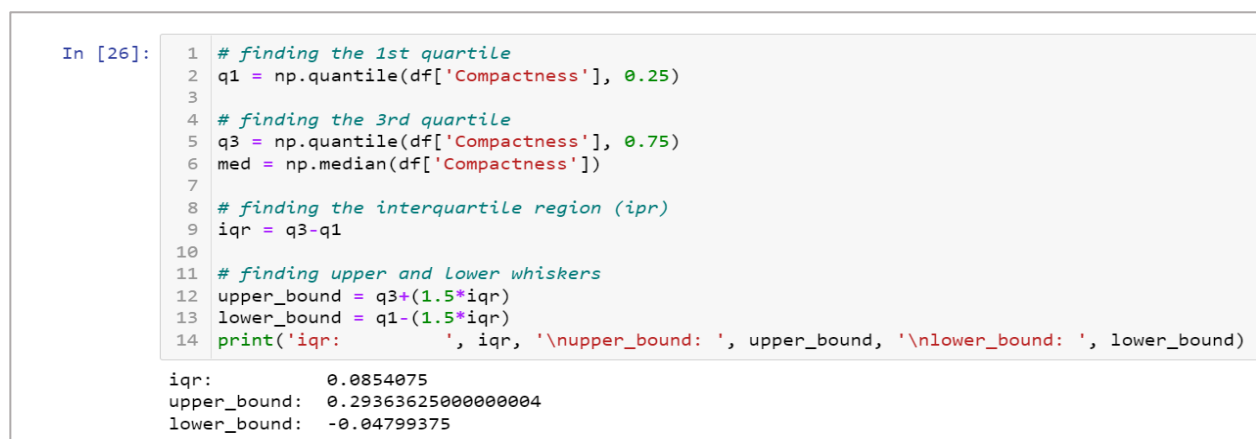 In [26]:
1 # finding the 1st quartile
2 q1 = np.quantile(df['Compactness'], 0.25)
3
4 # finding the 3rd quartile
5 q3 = np.quantile(df['Compactness'], 0.75)
6 med = np.median(df['Compactness'])
7
8 # finding the interquartile region (ipr)
9 iqr = q3-q1
10
11 # finding upper and lower whiskers
12 upper_bound = q3+(1.5*iqr)
13 lower_bound = q1-(1.5*iqr)
14 print('iqr:         ', iqr, '\nupper_bound: ', upper_bound, '\nlower_bound: ', lower_bound)
iqr:          0.0854075
upper_bound:  0.29363625000000004
lower_bound:  -0.04799375